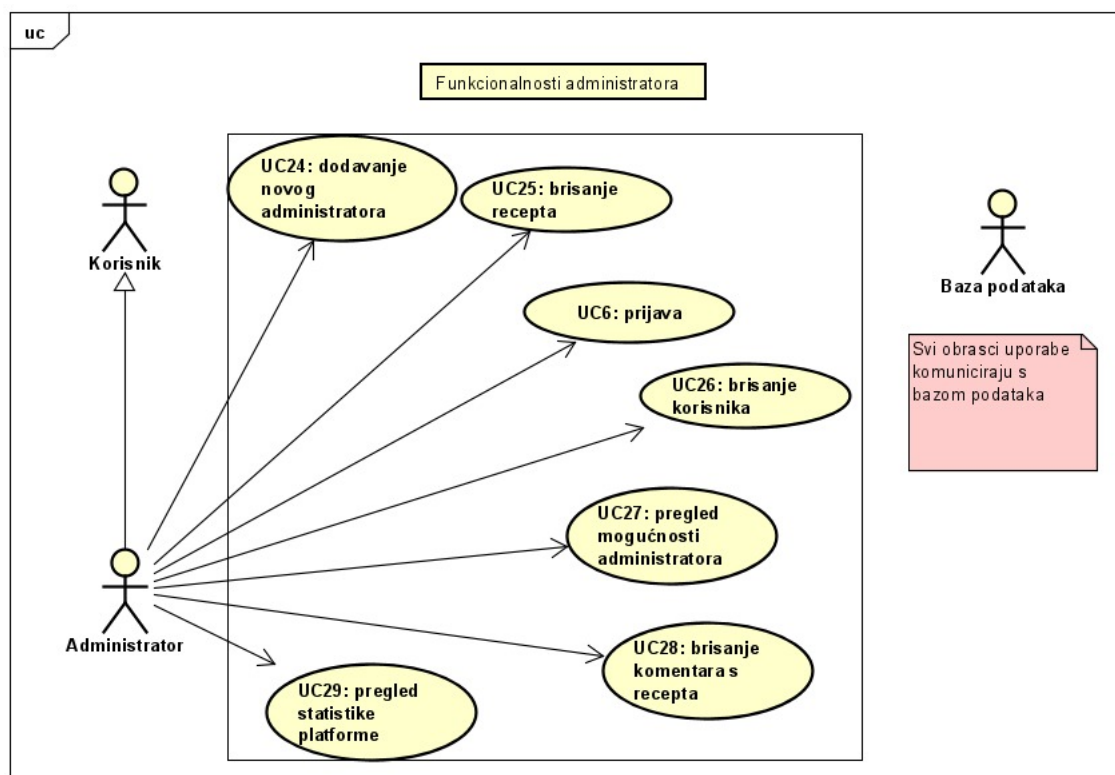 uc
Funkcionalnosti administratora
UC24: dodavanje
novog
administratora
UC25: brisanje
recepta
Korisnik
UC6: prijava
Baza podataka
Svi obrasci uporabe
komuniciraju s
bazom podataka
UC26: brisanje
korisnika
UC27: pregled
mogućnosti
administratora
Administrator
UC28: brisanje
komentara s
recepta
UC29: pregled
statistike
platforme